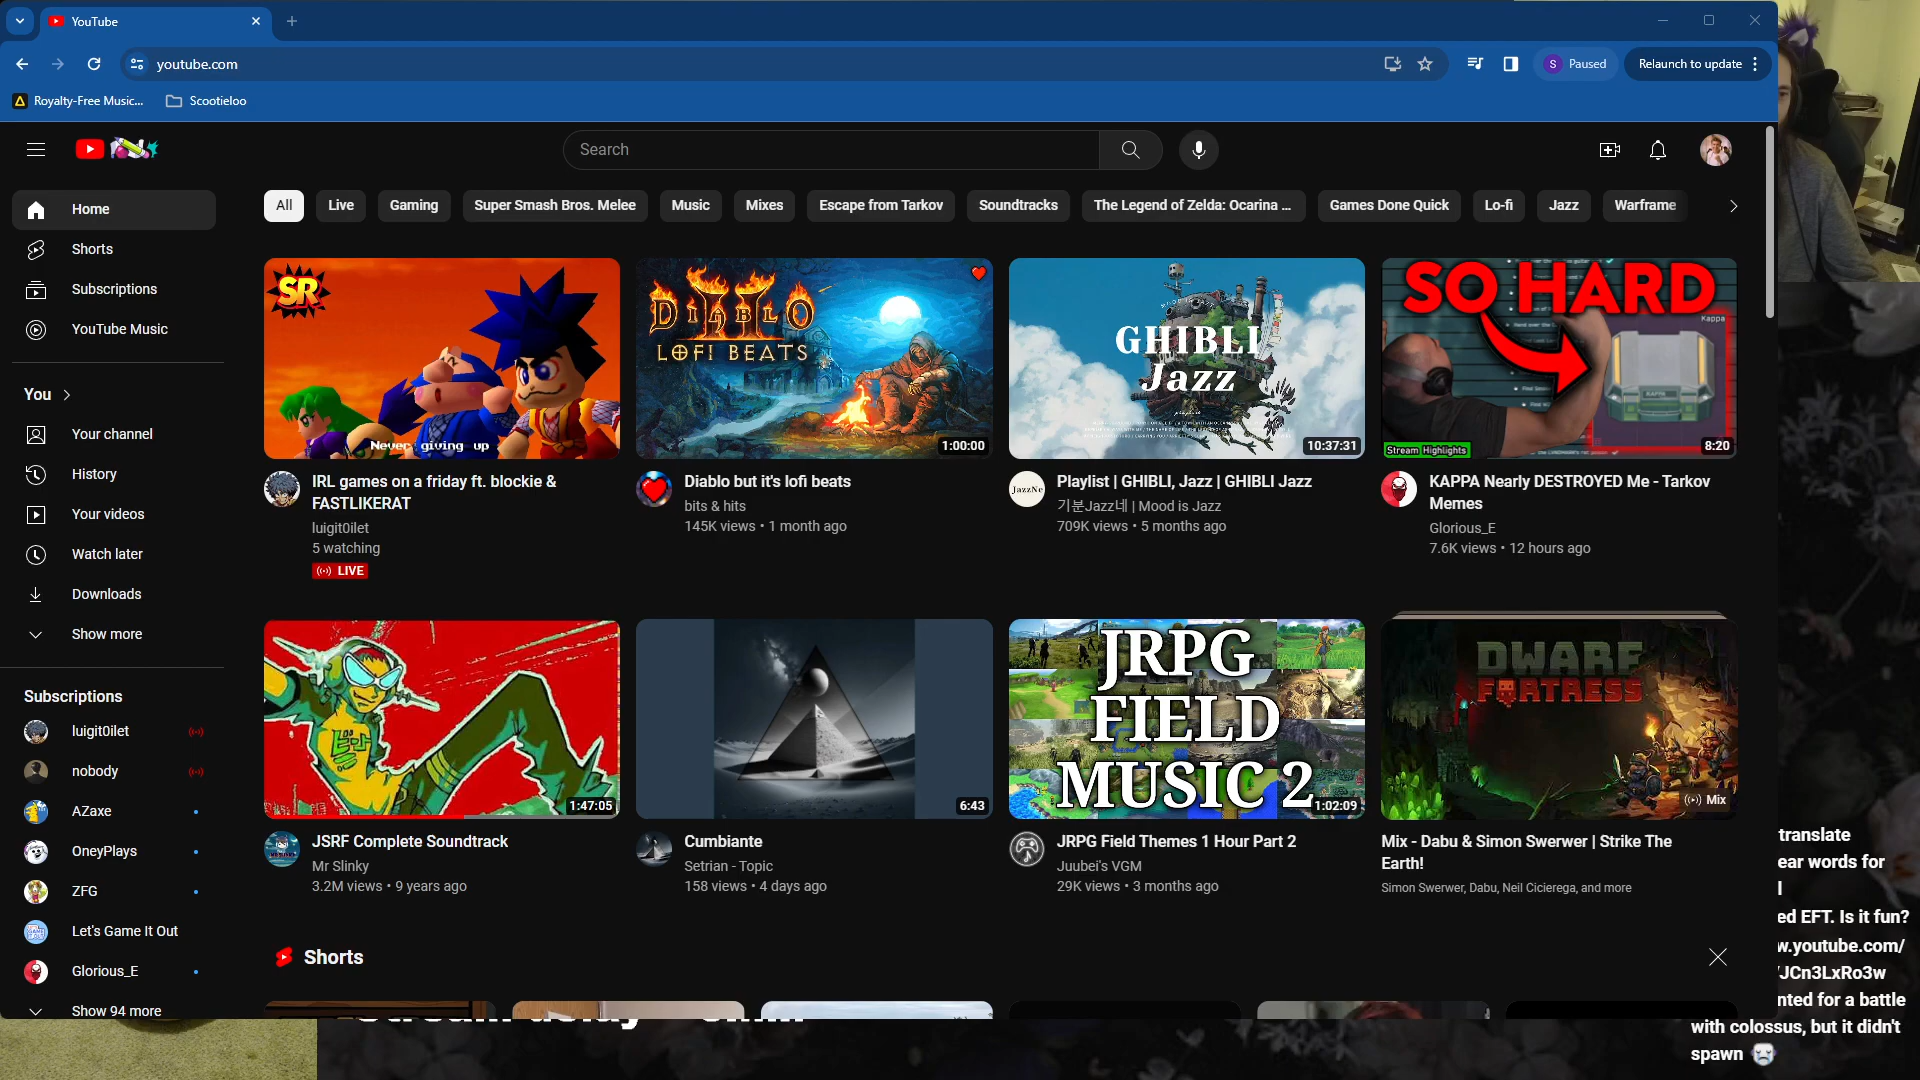 YouTube
youtube.com
Paused
Relaunch to update
Royalty-Free Music...
Scootieloo
Search
Home
Shorts
Subscriptions
YouTube Music
You
Your channel
History
Your videos
Watch later
Downloads
Show more
Subscriptions
luigit0ilet
nobody
AZaxe
OneyPlays
ZFG
Let's Game It Out
Glorious_E
Show 94 more
All
Live
Gaming
Super Smash Bros. Melee
Music
Mixes
Escape from Tarkov
Soundtracks
The Legend of Zelda: Ocarina ...
Games Done Quick
Lo-fi
Jazz
Warframe
SR
Never giving up
IRL games on a friday ft. blockie &
FASTLIKERAT
luigit0ilet
5 watching
LIVE
DIABLO
LOFI BEATS
1:00:00
Diablo but it's lofi beats
bits & hits
145K views • 1 month ago
GHIBLI
Jazz
playlist
10:37:31
JazzNe
Playlist | GHIBLI, Jazz | GHIBLI Jazz
기분Jazz네 | Mood is Jazz
709K views • 5 months ago
SO HARD
Kappa
KAPPA
Stream Highlights
8:20
KAPPA Nearly DESTROYED Me - Tarkov
Memes
Glorious_E
7.6K views • 12 hours ago
1:47:05
JSRF Complete Soundtrack
Mr Slinky
3.2M views • 9 years ago
6:43
Cumbiante
Setrian - Topic
158 views • 4 days ago
JRPG
FIELD
MUSIC 2
1:02:09
JRPG Field Themes 1 Hour Part 2
Juubei's VGM
29K views • 3 months ago
DWARF
FORTRESS
Mix
Mix - Dabu & Simon Swerwer | Strike The
Earth!
Simon Swerwer, Dabu, Neil Cicierega, and more
Shorts
translate
ear words for
ed EFT. Is it fun?
w.youtube.com/
JCn3LxRo3w
nted for a battle
with colossus, but it didn't
spawn